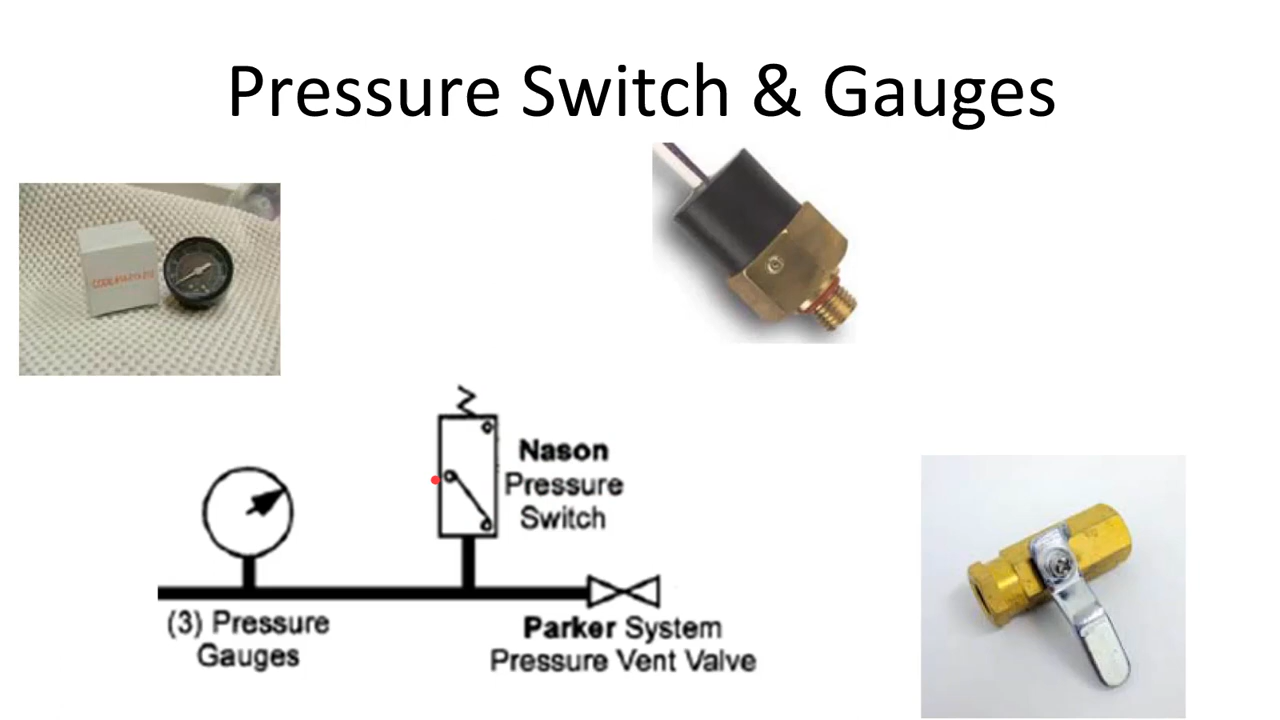 Pressure Switch & Gauges
Nason
Pressure
Switch
(3) Pressure
Gauges
Parker System
Pressure Vent Valve